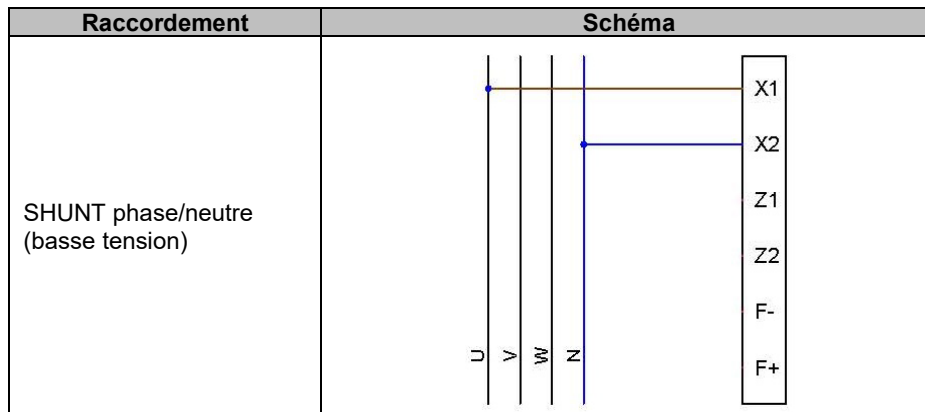 Raccordement
Schéma
SHUNT phase/neutre
(basse tension)
X1
X2
Z1
Z2
F-
F+
U
V
W
N